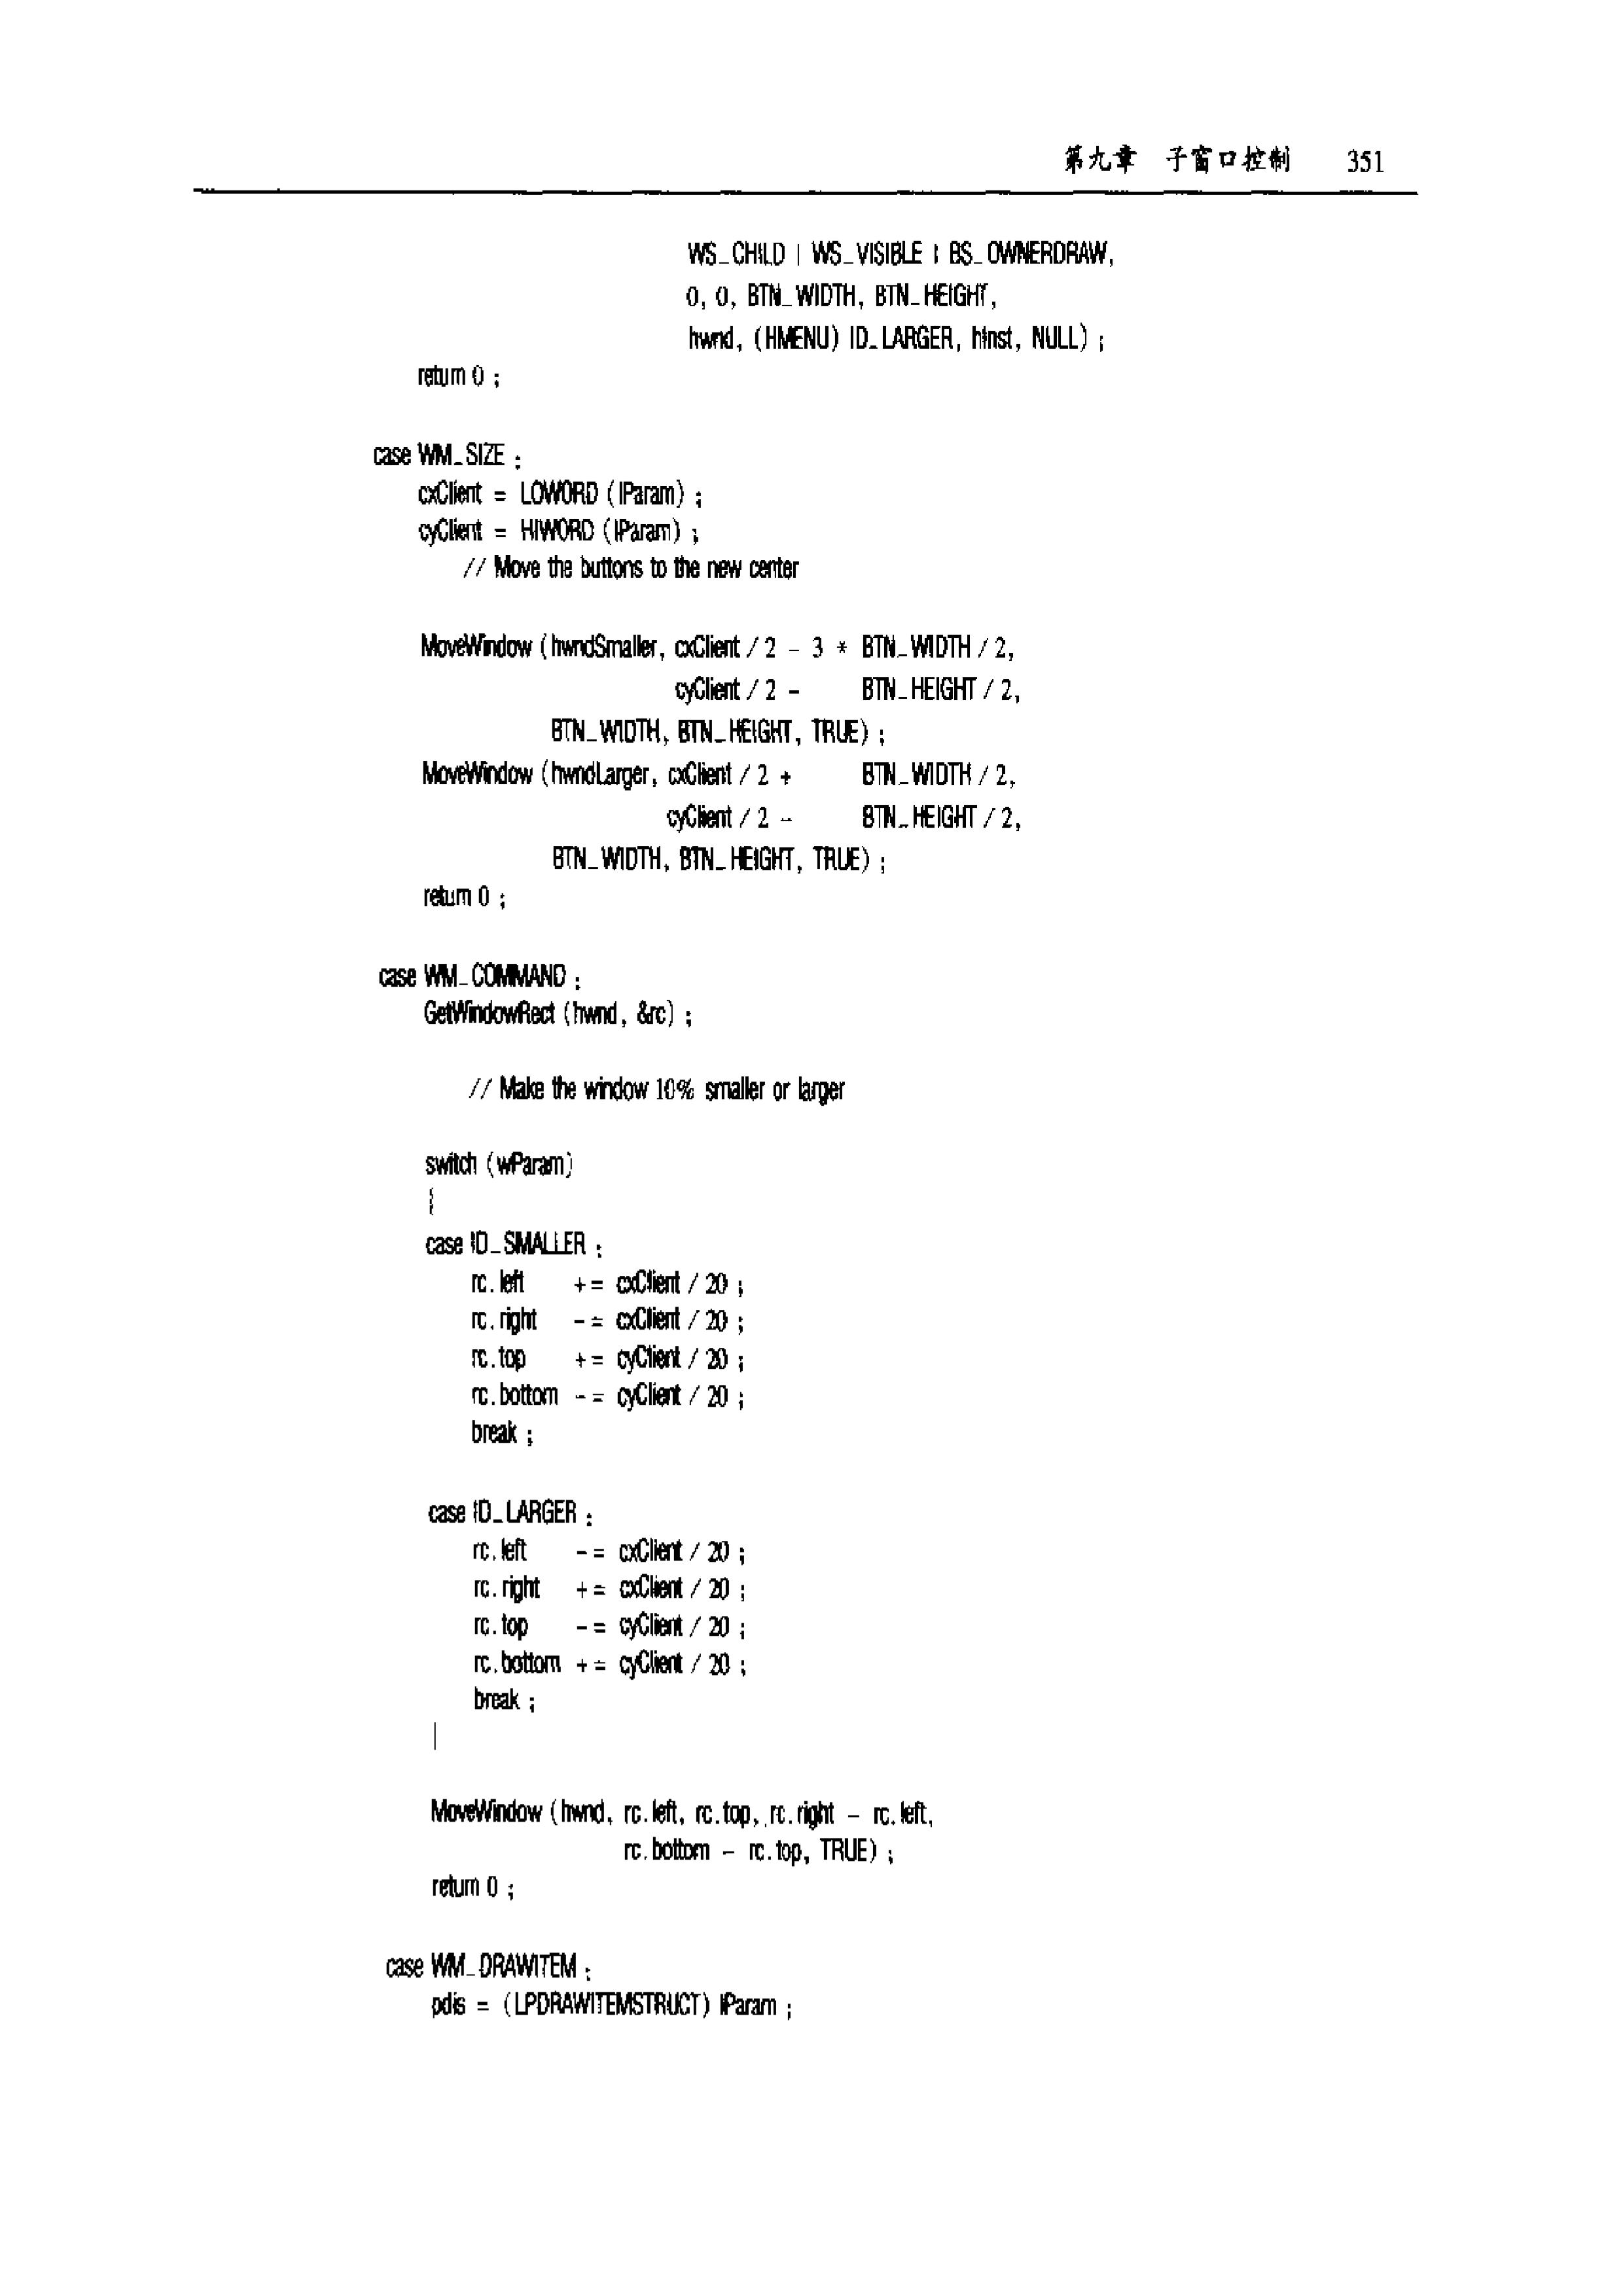 第九章 子窗口控制 351
WS_CHILD | WS_VISIBLE | BS_OWNERDRAW,
0, 0, BTN_WIDTH, BTN_HEIGHT,
hwnd, (HMENU) ID_LARGER, hInst, NULL) ;
return 0 ;
case WM_SIZE :
cxClient = LOWORD (lParam) ;
cyClient = HIWORD (lParam) ;
// Move the buttons to the new center
MoveWindow (hwndSmaller, cxClient / 2 - 3 * BTN_WIDTH / 2,
cyClient / 2 - BTN_HEIGHT / 2,
BTN_WIDTH, BTN_HEIGHT, TRUE) ;
MoveWindow (hwndLarger, cxClient / 2 + BTN_WIDTH / 2,
cyClient / 2 - BTN_HEIGHT / 2,
BTN_WIDTH, BTN_HEIGHT, TRUE) ;
return 0 ;
case WM_COMMAND :
GetWindowRect (hwnd, &rc) ;
// Make the window 10% smaller or larger
switch (wParam)
{
case ID_SMALLER :
rc.left += cxClient / 20 ;
rc.right -= cxClient / 20 ;
rc.top += cyClient / 20 ;
rc.bottom -= cyClient / 20 ;
break ;
case ID_LARGER :
rc.left -= cxClient / 20 ;
rc.right += cxClient / 20 ;
rc.top -= cyClient / 20 ;
rc.bottom += cyClient / 20 ;
break ;
}
MoveWindow (hwnd, rc.left, rc.top, rc.right - rc.left,
rc.bottom - rc.top, TRUE) ;
return 0 ;
case WM_DRAWITEM :
pdis = (LPDRAWITEMSTRUCT) lParam ;